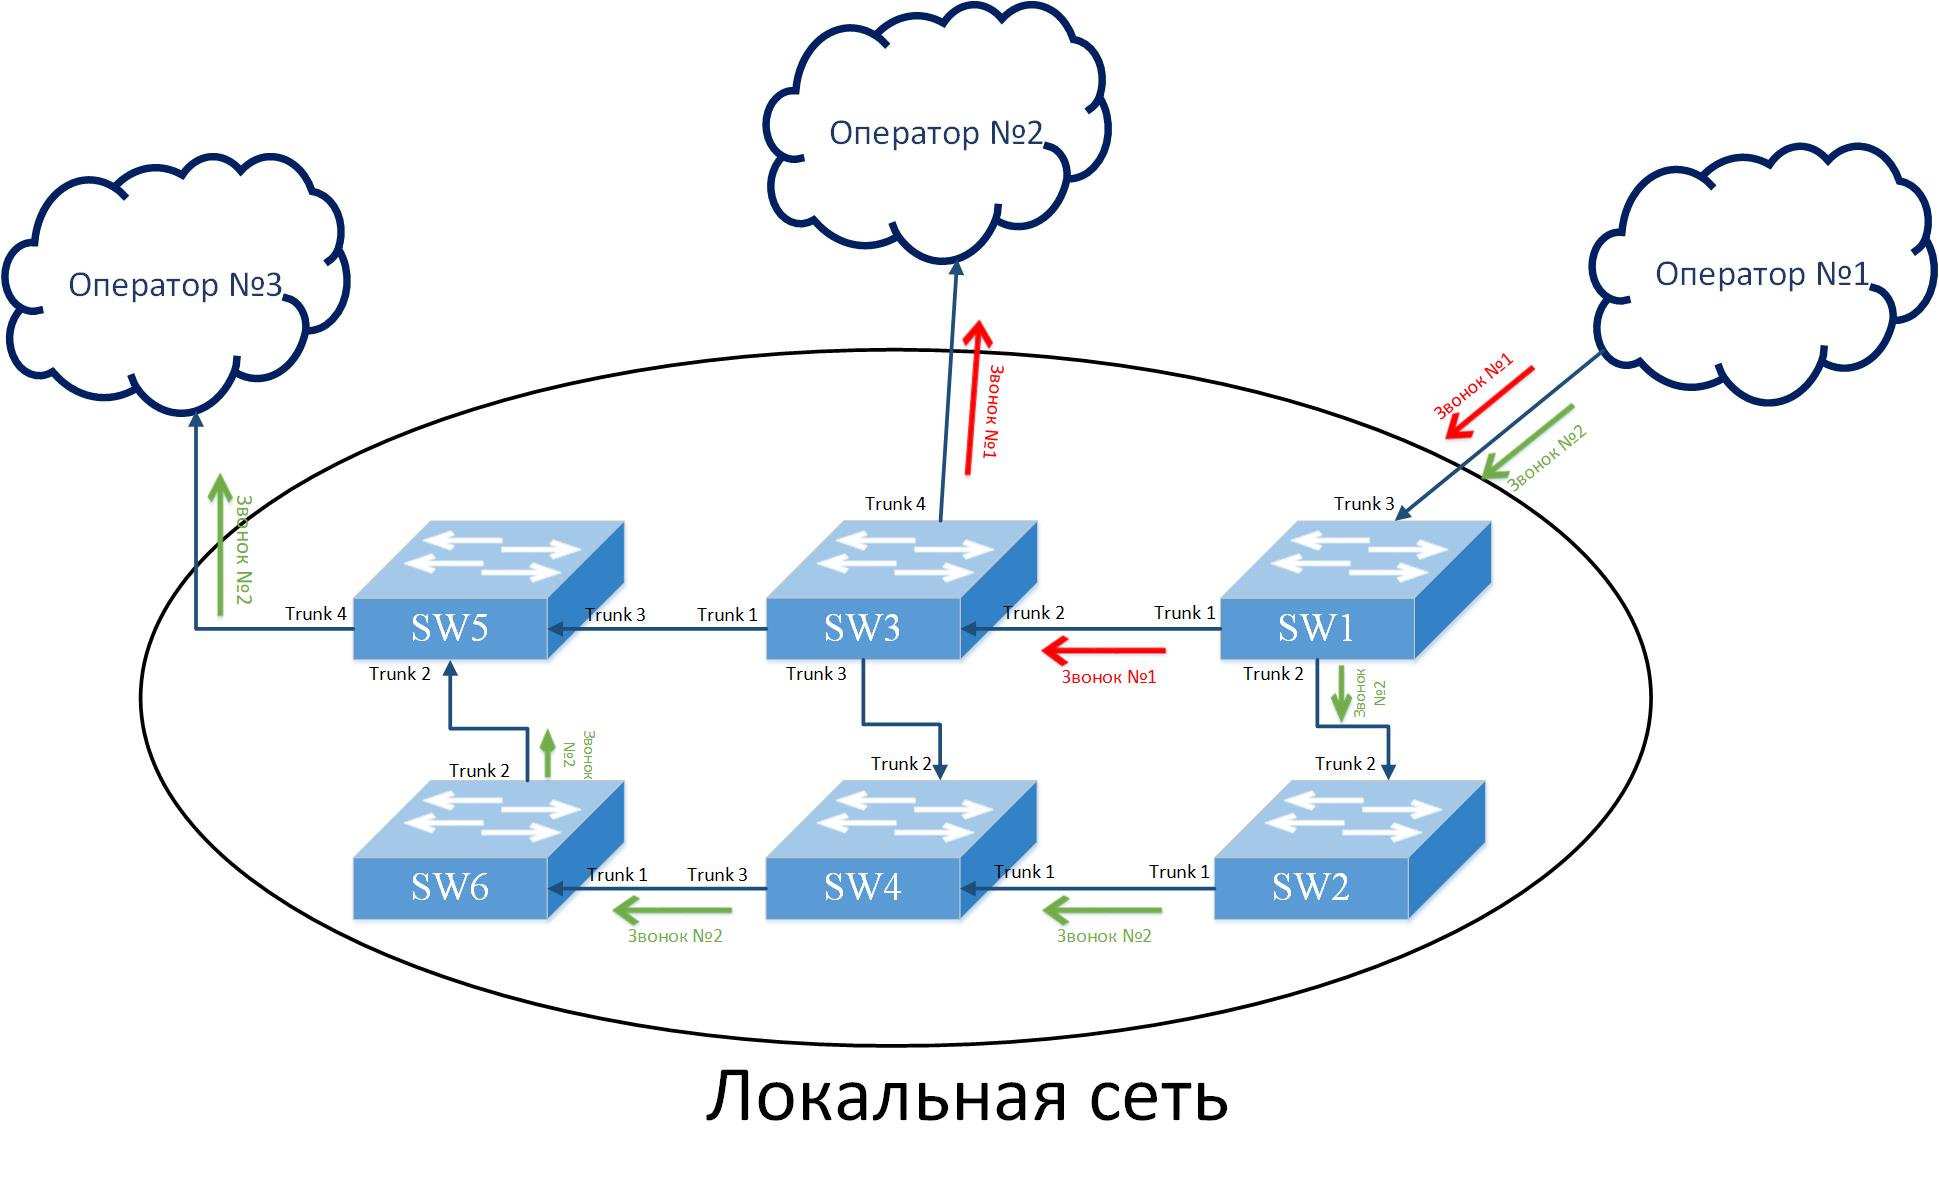 Оператор №2
Оператор №3
Оператор №1
Звонок №1
Звонок №1
Звонок №2
Звонок №2
Trunk 4
Trunk 3
Trunk 4
SW5
Trunk 3
Trunk 1
SW3
Trunk 2
Trunk 1
SW1
Trunk 2
Trunk 3
Звонок №1
Trunk 2
Звонок
№2
Звонок
№2
Trunk 2
Trunk 2
Trunk 2
SW6
Trunk 1
Trunk 3
SW4
Trunk 1
Trunk 1
SW2
Звонок №2
Звонок №2
Локальная сеть